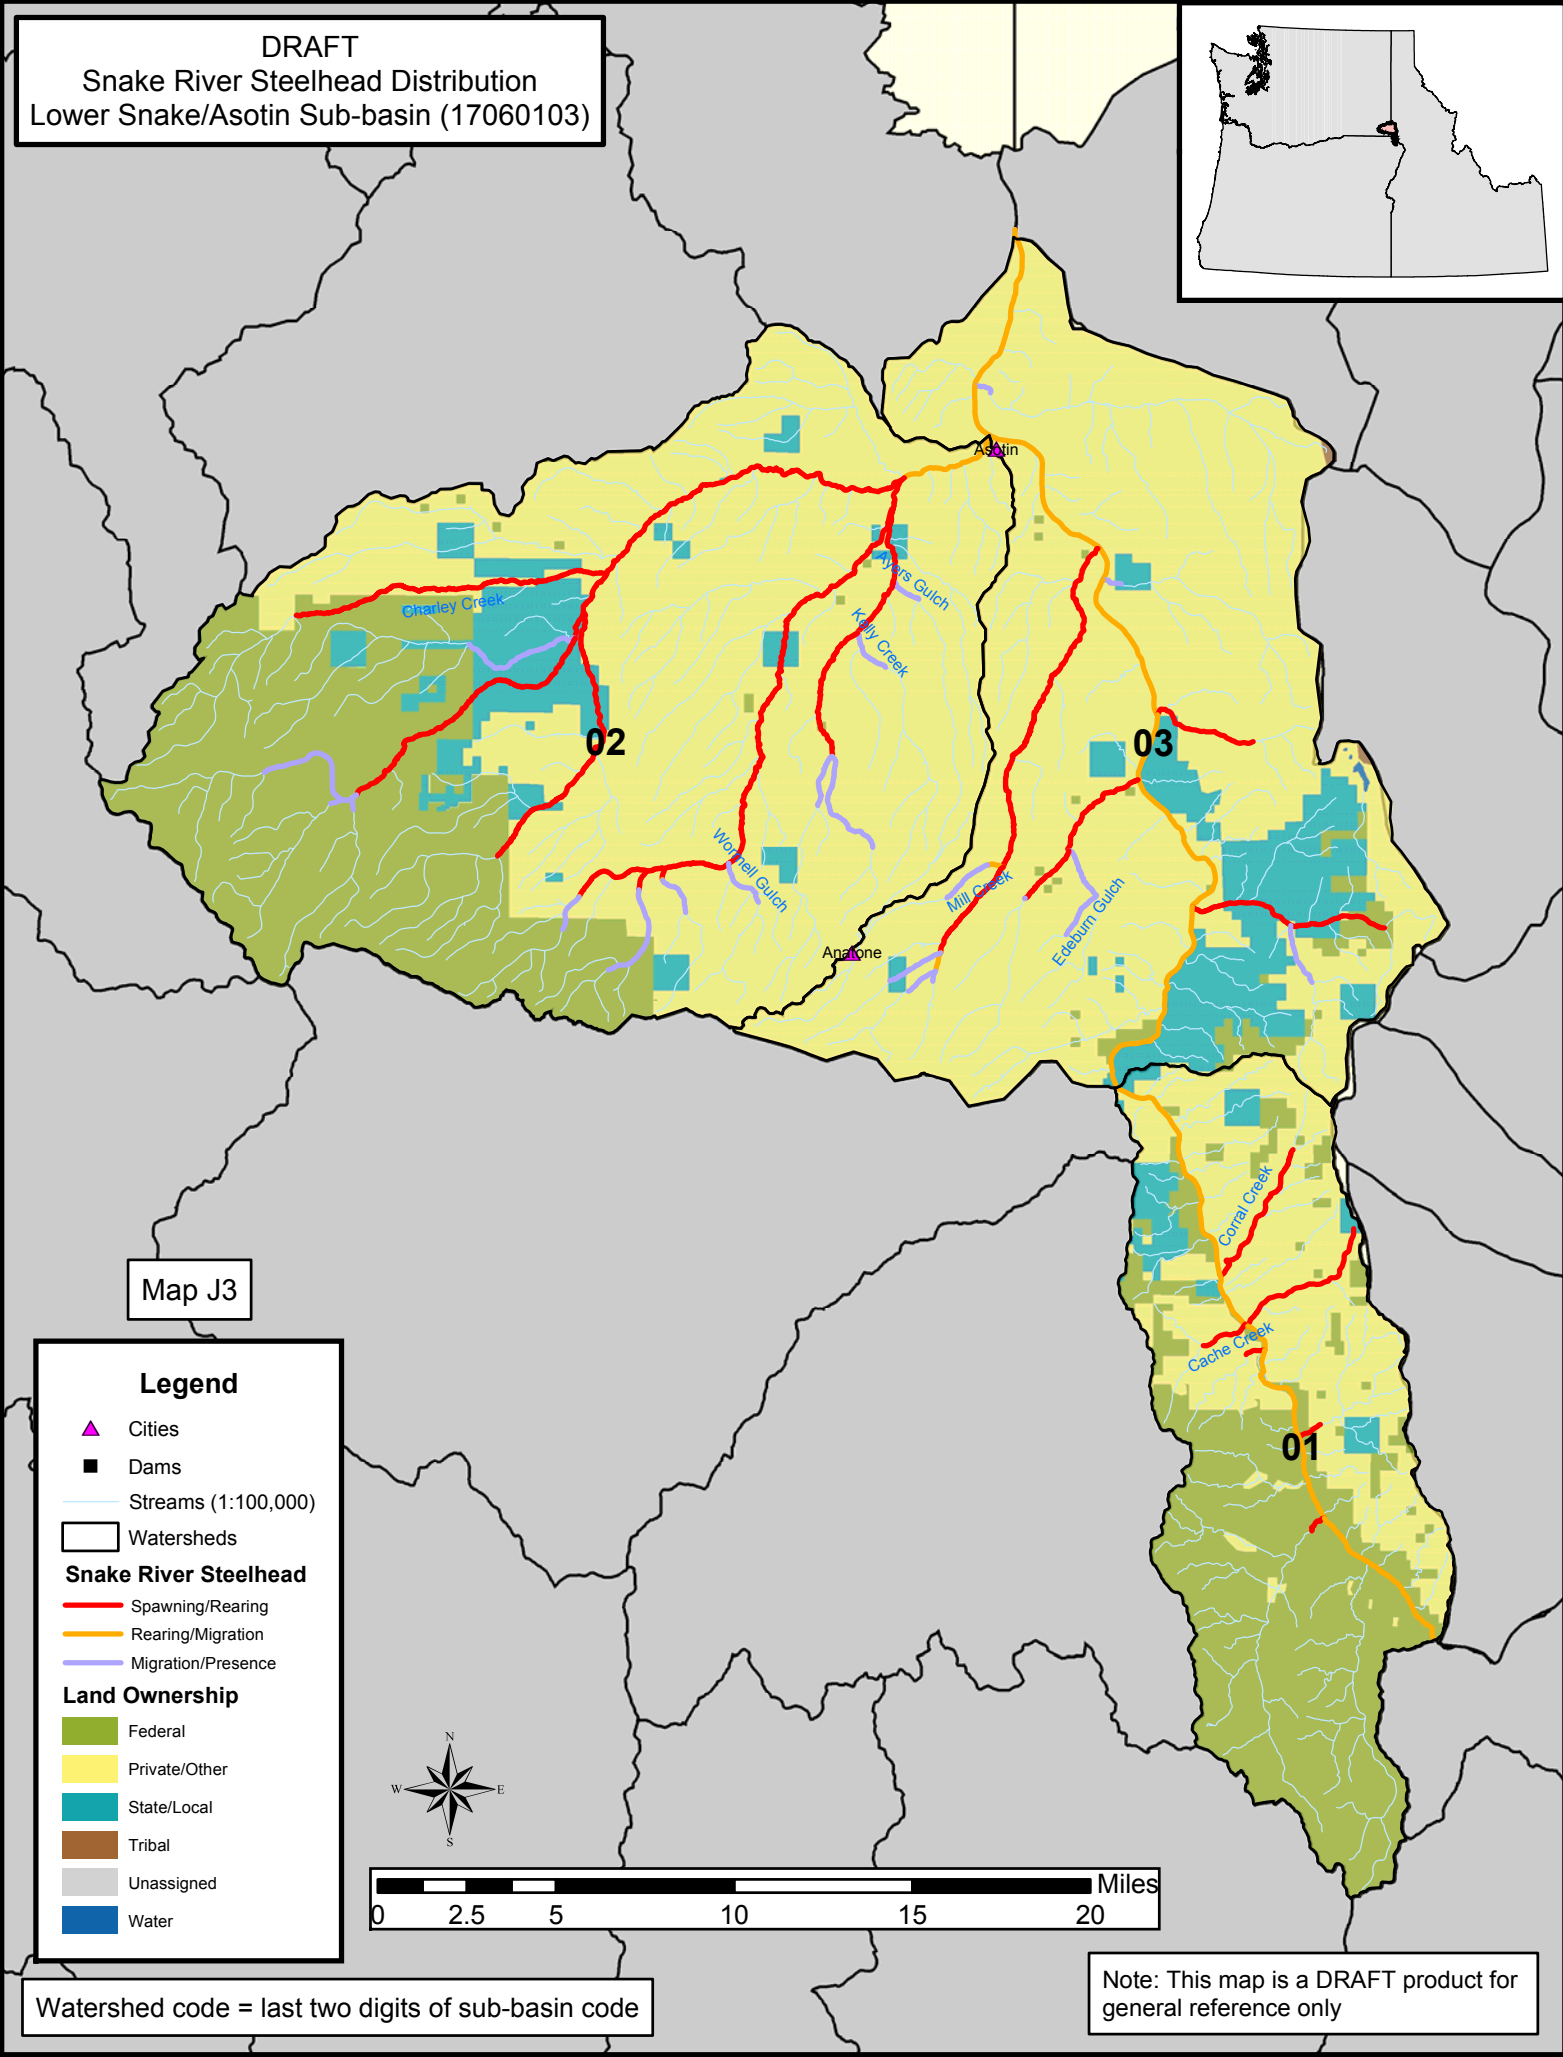 DRAFT
Snake River Steelhead Distribution
Lower Snake/Asotin Sub-basin (17060103)
Asotin
Ayers Gulch
Charley Creek
Kelly Creek
02
03
Wormell Gulch
Mill Creek
Edeburn Gulch
Anatone
Corral Creek
Cache Creek
01
Map J3
Legend
Cities
Dams
Streams (1:100,000)
Watersheds
Snake River Steelhead
Spawning/Rearing
Rearing/Migration
Migration/Presence
Land Ownership
Federal
Private/Other
State/Local
Tribal
Unassigned
Water
N
W
E
S
Miles
0 2.5 5 10 15 20
Watershed code = last two digits of sub-basin code
Note: This map is a DRAFT product for
general reference only